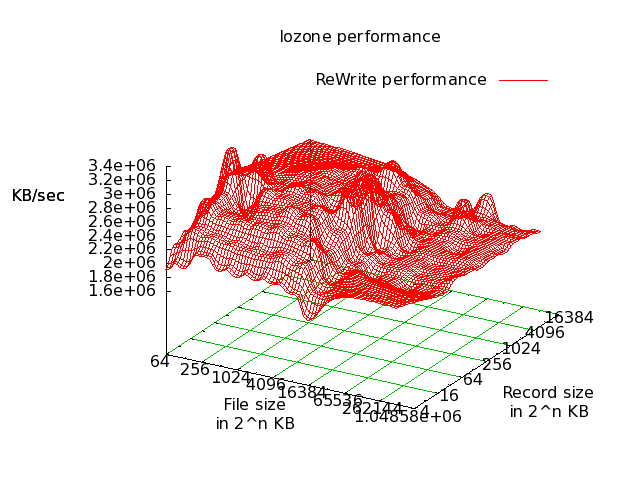 Iozone performance
ReWrite performance
KB/sec
3.4e+06
3.2e+06
3e+06
2.8e+06
2.6e+06
2.4e+06
2.2e+06
2e+06
1.8e+06
1.6e+06
64
256
1024
4096
16384
65536
262144
1.04858e+06
File size
in 2^n KB
4
16
64
256
1024
4096
16384
Record size
in 2^n KB